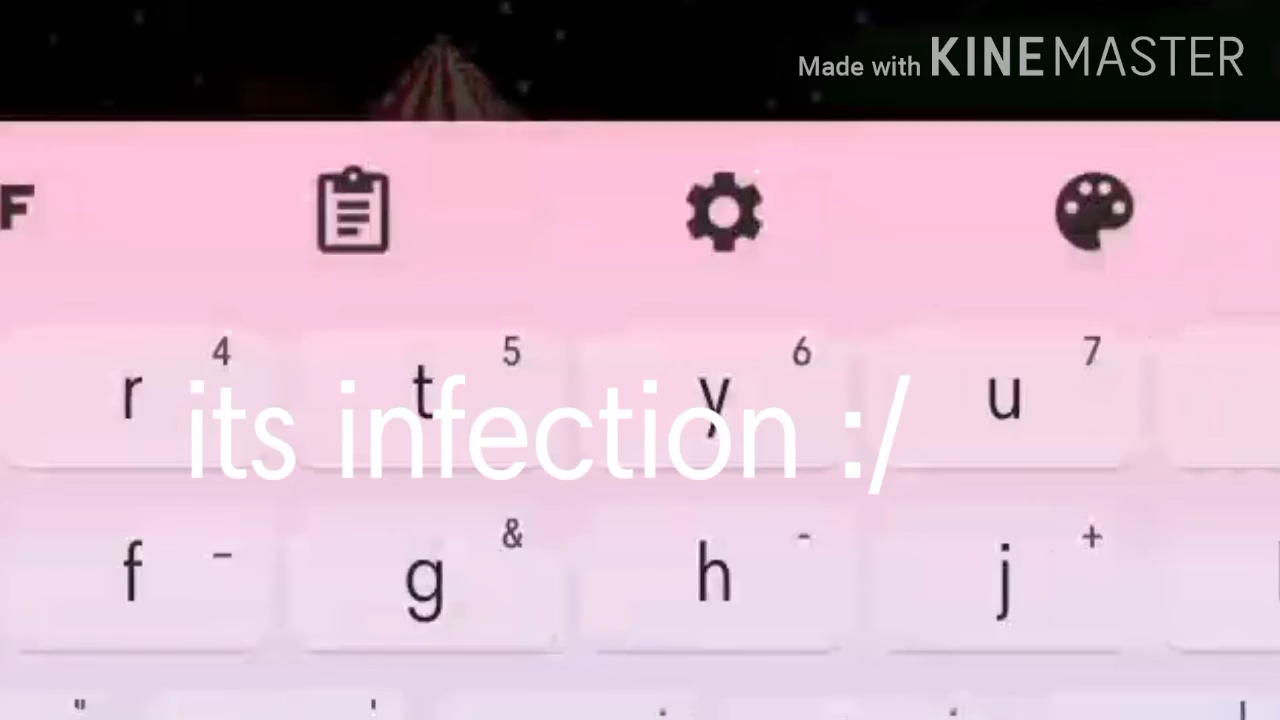 Made with KINEMASTER
F
4 5 6 7
r t y u
its infection :/
& - +
f _ g h j
" '